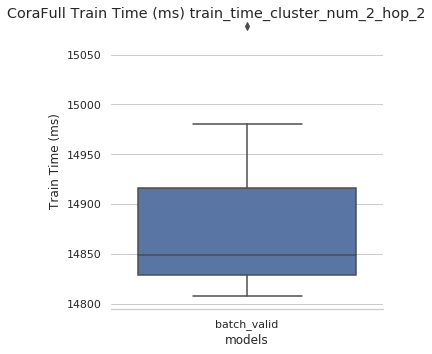 CoraFull Train Time (ms) train_time_cluster_num_2_hop_2
15050
15000
14950
14900
14850
14800
Train Time (ms)
batch_valid
models